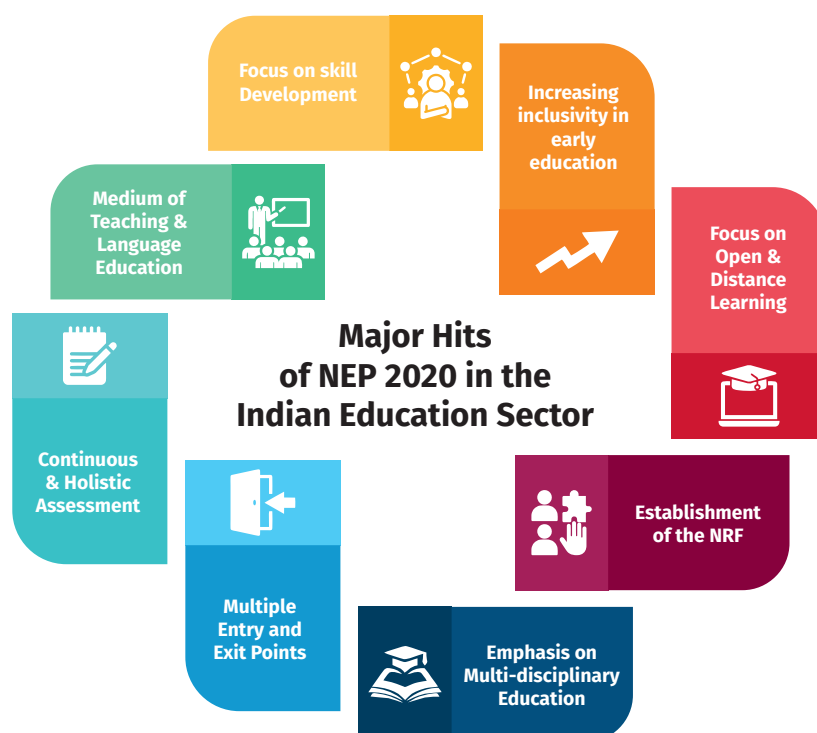 Focus on skill
Development
Increasing
inclusivity in
early
education
Medium of
Teaching &
Language
Education
Focus on
Open &
Distance
Learning
Major Hits
of NEP 2020 in the
Indian Education Sector
Continuous
& Holistic
Assessment
Establishment
of the NRF
Multiple
Entry and
Exit Points
Emphasis on
Multi-disciplinary
Education